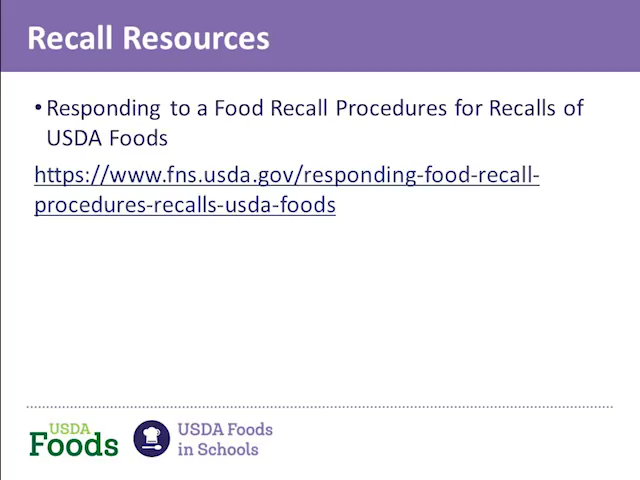 Recall Resources
• Responding to a Food Recall Procedures for Recalls of
USDA Foods
https://www.fns.usda.gov/responding-food-recall-
procedures-recalls-usda-foods
USDA
Foods
USDA Foods
in Schools